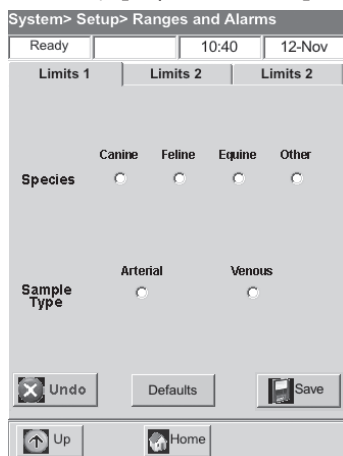 System> Setup> Ranges and Alarms
Ready 10:40 12-Nov
Limits 1 Limits 2 Limits 2
Canine Feline Equine Other
Species
Arterial Venous
Sample
Type
Undo Defaults Save
Up Home